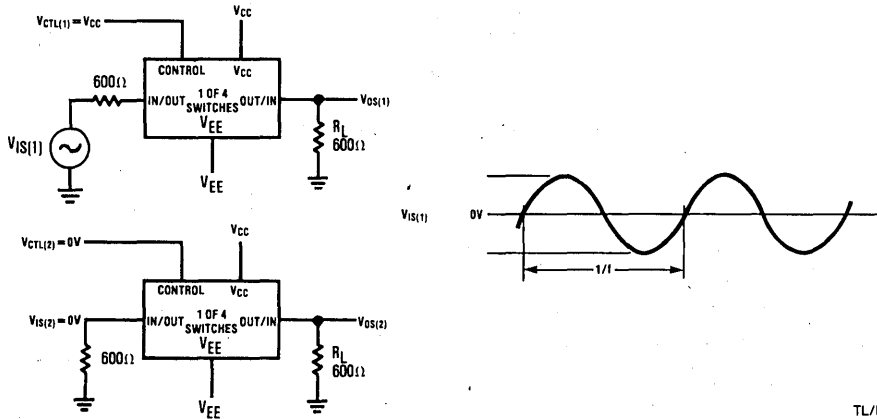 VCTL(1)=VCC
VCC
CONTROL
VCC
600Ω
IN/OUT 1 OF 4 SWITCHES OUT/IN
VOS(1)
VEE
RL 600Ω
VIS(1)
VEE
VIS(1)
0V
1/f
VCTL(2)=0V
VCC
CONTROL
VCC
VIS(2)=0V
IN/OUT 1 OF 4 SWITCHES OUT/IN
VOS(2)
VEE
600Ω
RL 600Ω
VEE
TL/